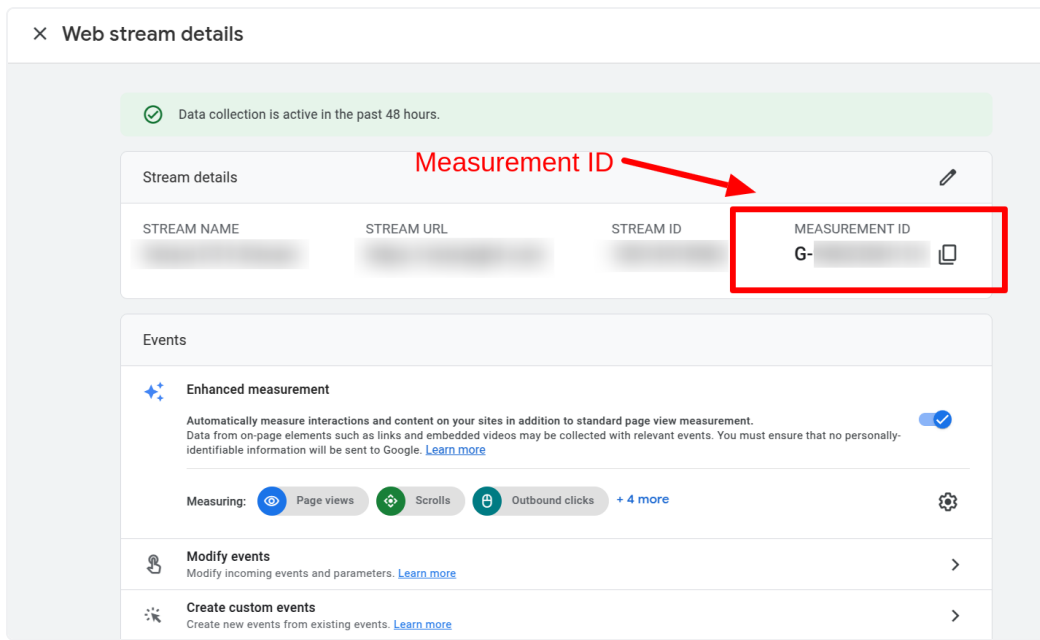 Web stream details
Data collection is active in the past 48 hours.
Measurement ID
Stream details
STREAM NAME
STREAM URL
STREAM ID
MEASUREMENT ID
G-
Events
Enhanced measurement
Automatically measure interactions and content on your sites in addition to standard page view measurement.
Data from on-page elements such as links and embedded videos may be collected with relevant events. You must ensure that no personally-
identifiable information will be sent to Google. Learn more
Measuring: Page views Scrolls Outbound clicks + 4 more
Modify events
Modify incoming events and parameters. Learn more
Create custom events
Create new events from existing events. Learn more